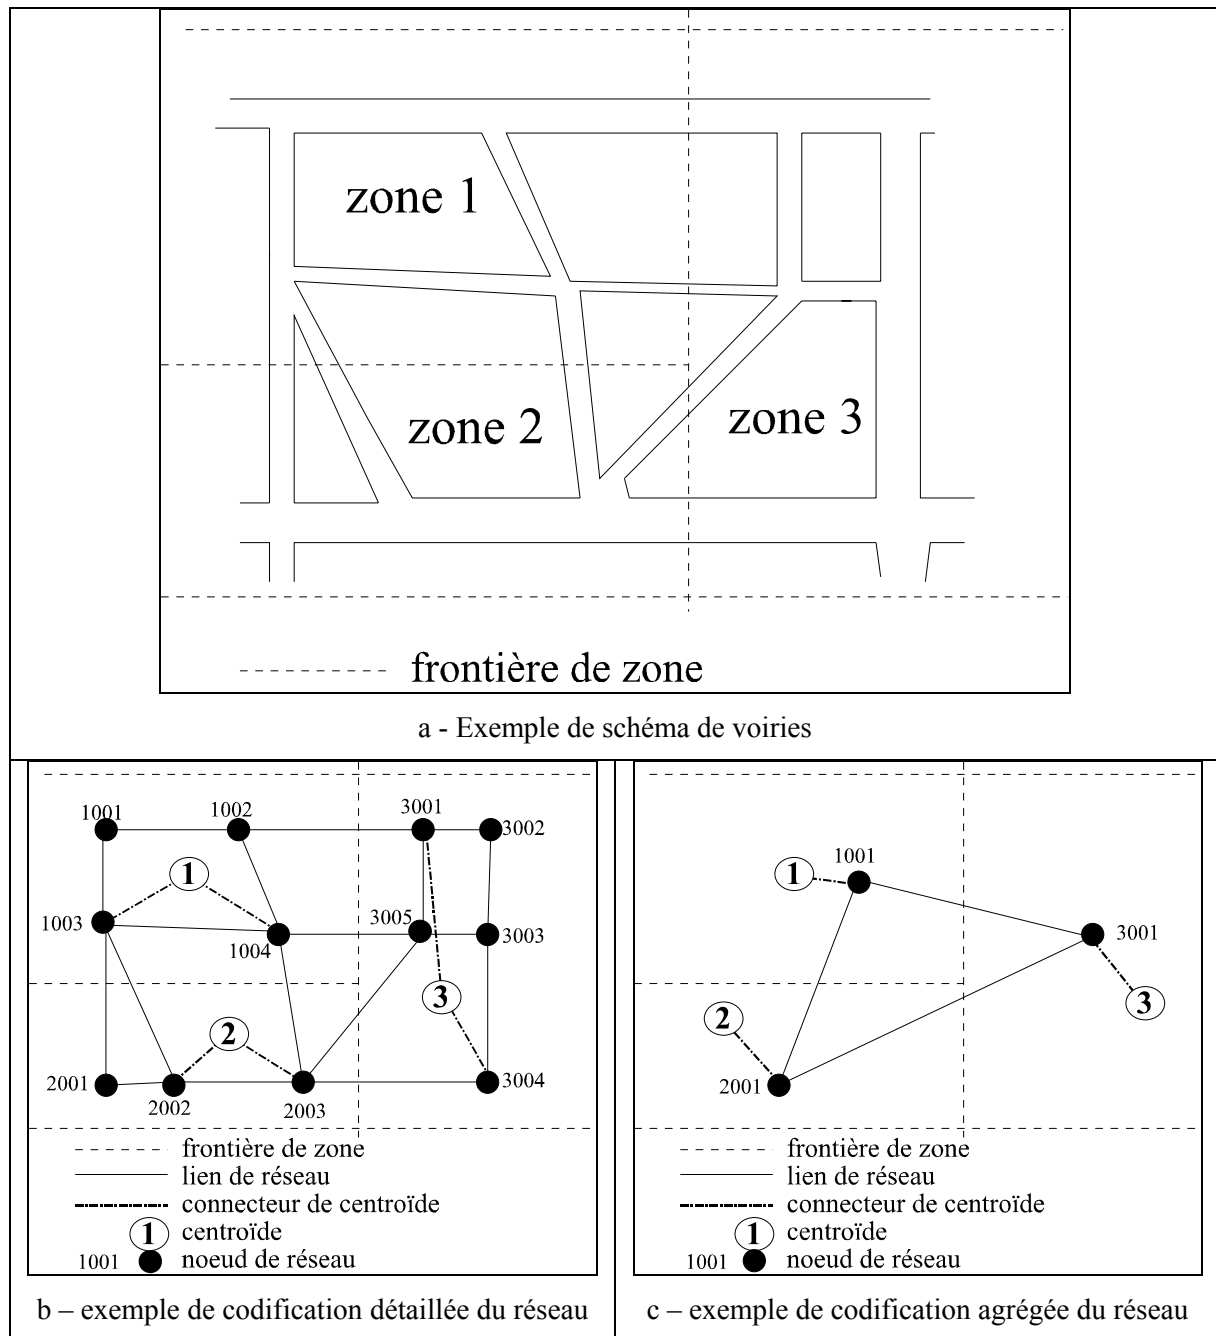 zone 1
zone 2
zone 3
frontière de zone
a - Exemple de schéma de voiries
1001
1002
3001
3002
1
1003
1004
3005
3003
3
2
2001
2002
2003
3004
frontière de zone
lien de réseau
connecteur de centroïde
1 centroïde
1001 noeud de réseau
b – exemple de codification détaillée du réseau
1001
1
3001
3
2
2001
frontière de zone
lien de réseau
connecteur de centroïde
1 centroïde
1001 noeud de réseau
c – exemple de codification agrégée du réseau